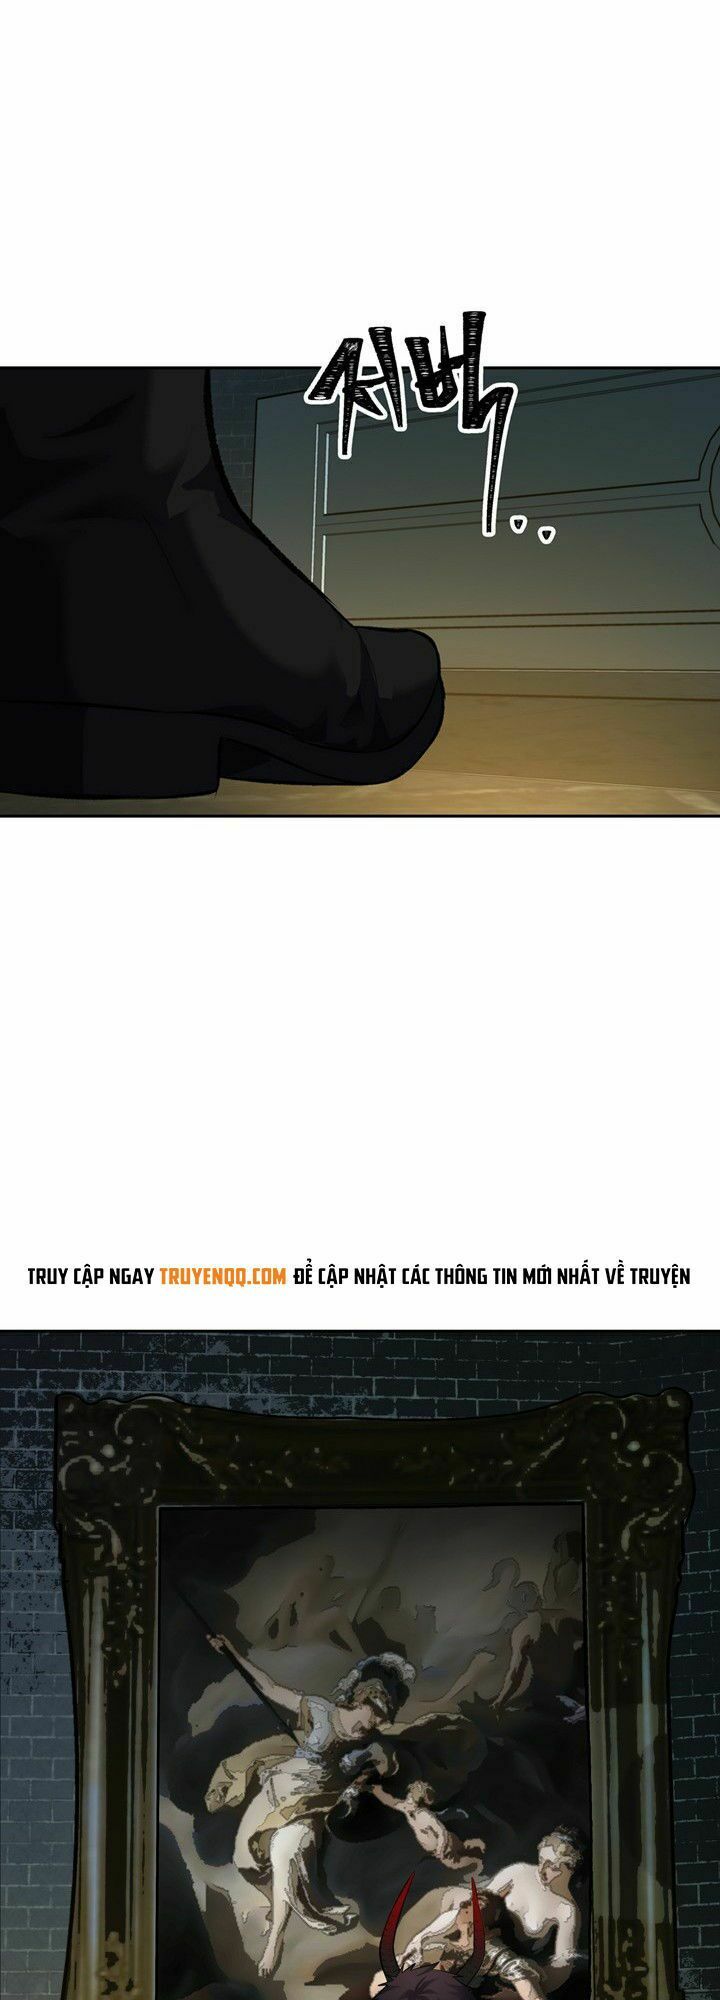 저벅..
TRUY CẬP NGAY TRUYENQQ.COM ĐỂ CẬP NHẬT CÁC THÔNG TIN MỚI NHẤT VỀ TRUYỆN